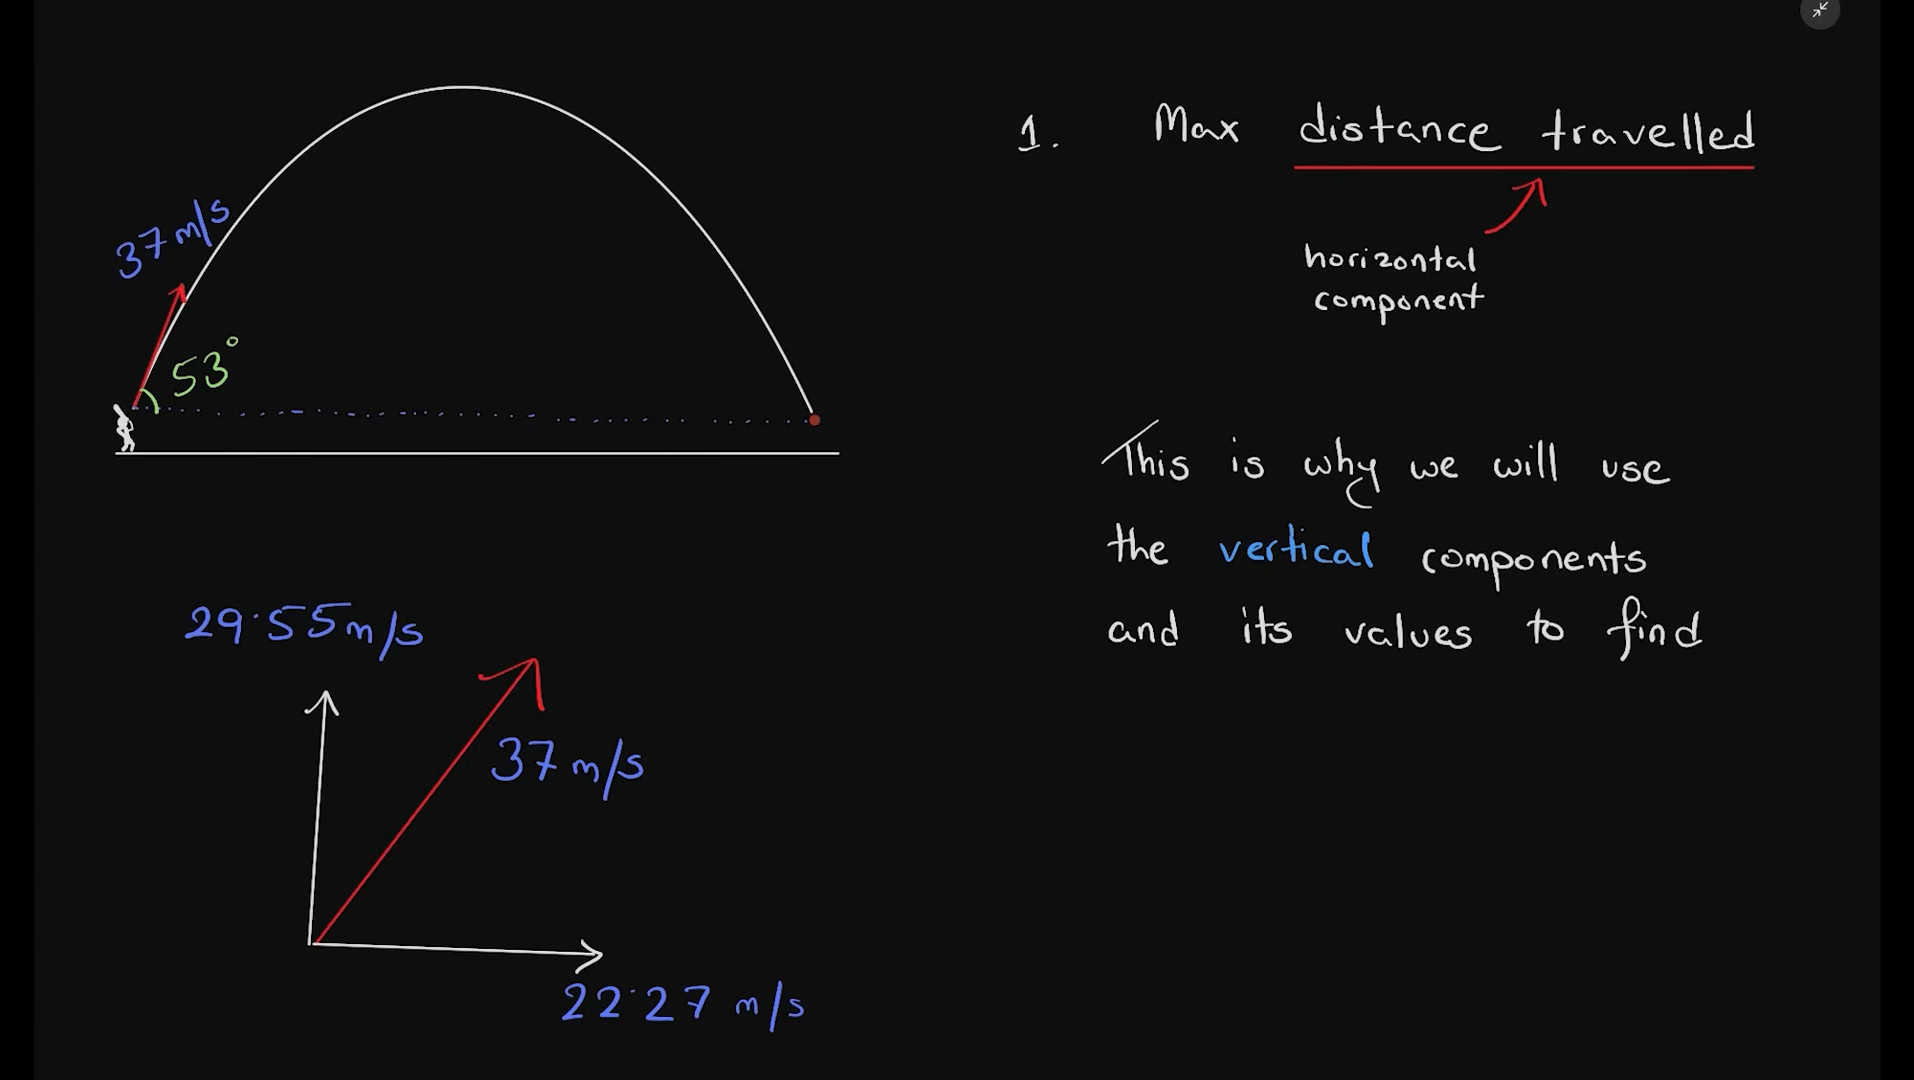 1. Max distance travelled
37 m/s
horizontal
component
53°
This is why we will use
the vertical components
and its values to find
29.55 m/s
37 m/s
22.27 m/s